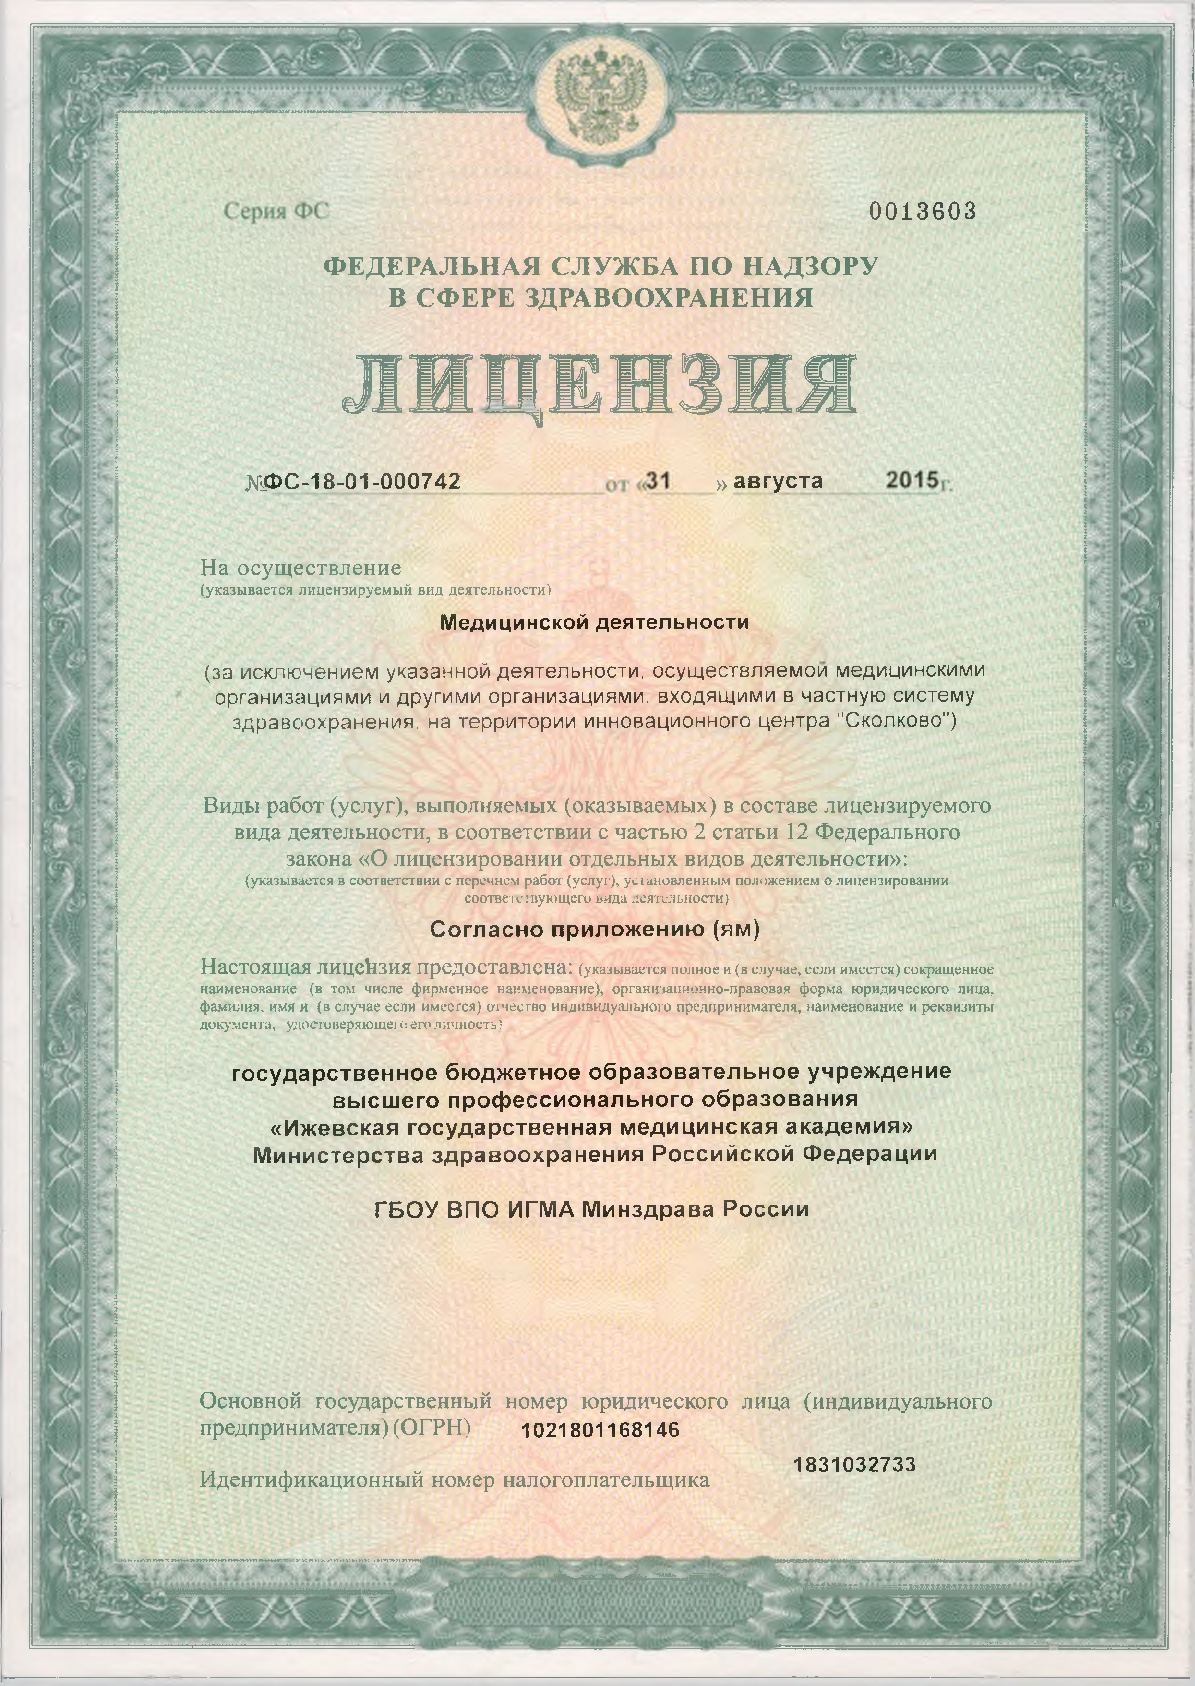 Серия ФС
0013603
ФЕДЕРАЛЬНАЯ СЛУЖБА ПО НАДЗОРУ
В СФЕРЕ ЗДРАВООХРАНЕНИЯ
ЛИЦЕНЗИЯ
№ФС-18-01-000742 от «31 » августа 2015г.
На осуществление
(указывается лицензируемый вид деятельности)
Медицинской деятельности
(за исключением указанной деятельности, осуществляемой медицинскими
организациями и другими организациями, входящими в частную систему
здравоохранения, на территории инновационного центра "Сколково")
Виды работ (услуг), выполняемых (оказываемых) в составе лицензируемого
вида деятельности, в соответствии с частью 2 статьи 12 Федерального
закона «О лицензировании отдельных видов деятельности»:
(указывается в соответствии с перечнем работ (услуг), установленным положением о лицензировании
соответствующего вида деятельности)
Согласно приложению (ям)
Настоящая лицензия предоставлена: (указывается полное и (в случае, если имеется) сокращенное
наименование (в том числе фирменное наименование), организационно-правовая форма юридического лица,
фамилия, имя и (в случае если имеется) отчество индивидуального предпринимателя, наименование и реквизиты
документа, удостоверяющего его личность)
государственное бюджетное образовательное учреждение
высшего профессионального образования
«Ижевская государственная медицинская академия»
Министерства здравоохранения Российской Федерации
ГБОУ ВПО ИГМА Минздрава России
Основной государственный номер юридического лица (индивидуального
предпринимателя) (ОГРН) 1021801168146
1831032733
Идентификационный номер налогоплательщика